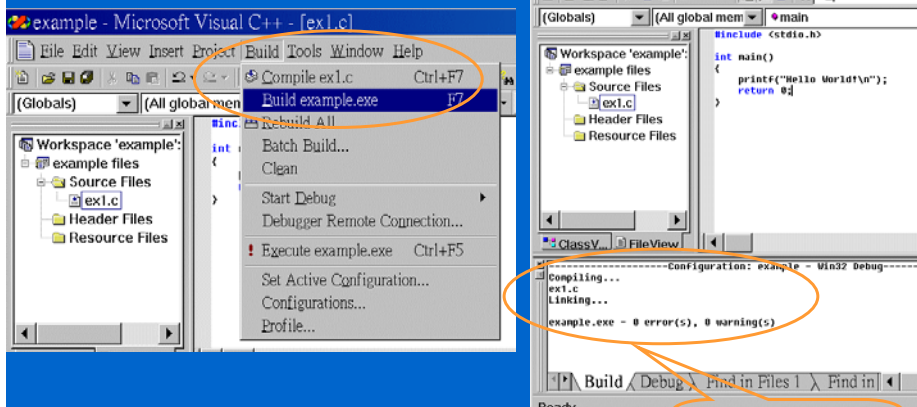 example - Microsoft Visual C++ - [ex1.c]
File Edit View Insert Project Build Tools Window Help
Compile ex1.c Ctrl+F7
(Globals) (All global mem
Build example.exe F7
#inc
Rebuild All
Workspace 'example':
int
Batch Build...
example files
{
Clean
Source Files
ex1.c
}
Start Debug
Header Files
Debugger Remote Connection...
Resource Files
Execute example.exe Ctrl+F5
Set Active Configuration...
Configurations...
Profile...
(Globals) (All global mem main
#include <stdio.h>
Workspace 'example':
int main()
example files
{
Source Files
printf("Hello World!\n");
ex1.c
return 0;
Header Files
}
Resource Files
ClassV... FileView
--------------------Configuration: example - Win32 Debug-----
Compiling...
ex1.c
Linking...
example.exe - 0 error(s), 0 warning(s)
Build Debug Find in Files 1 Find in